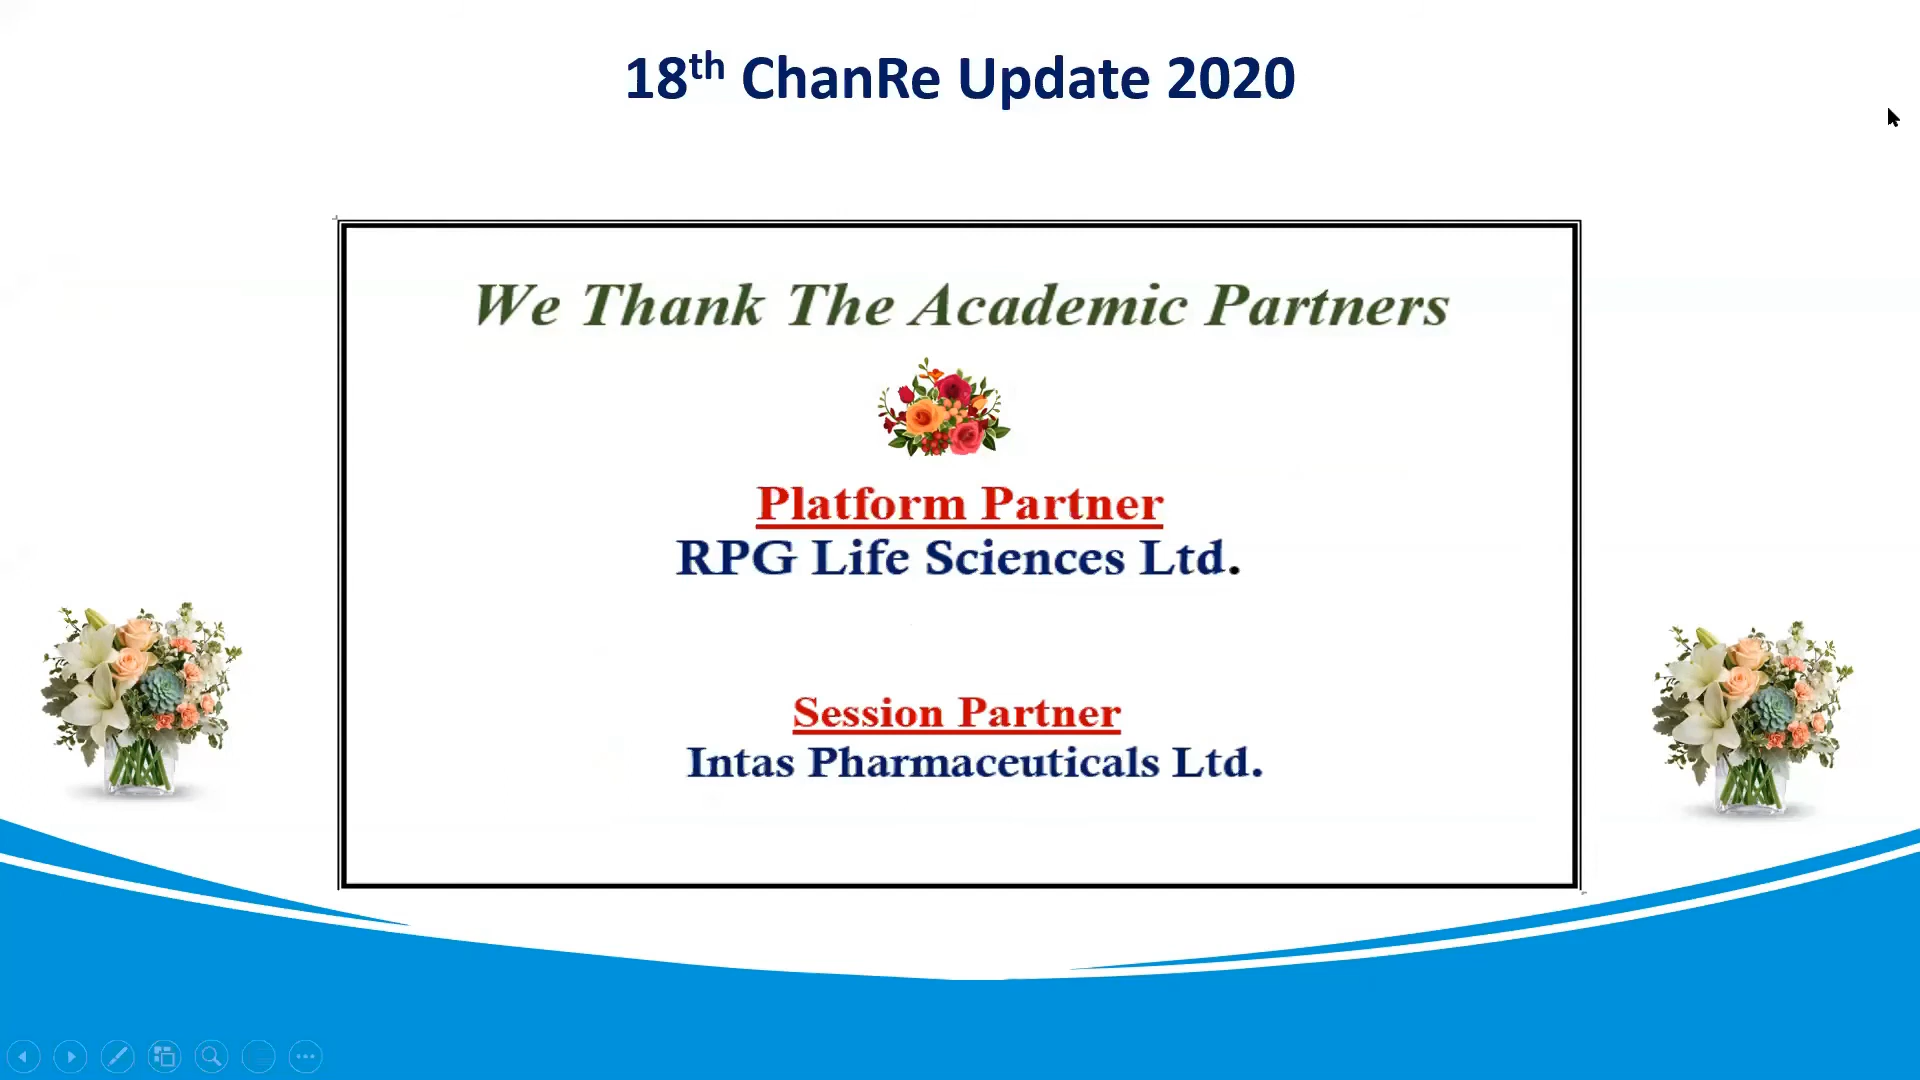 18th ChanRe Update 2020
We Thank The Academic Partners
Platform Partner
RPG Life Sciences Ltd.
Session Partner
Intas Pharmaceuticals Ltd.